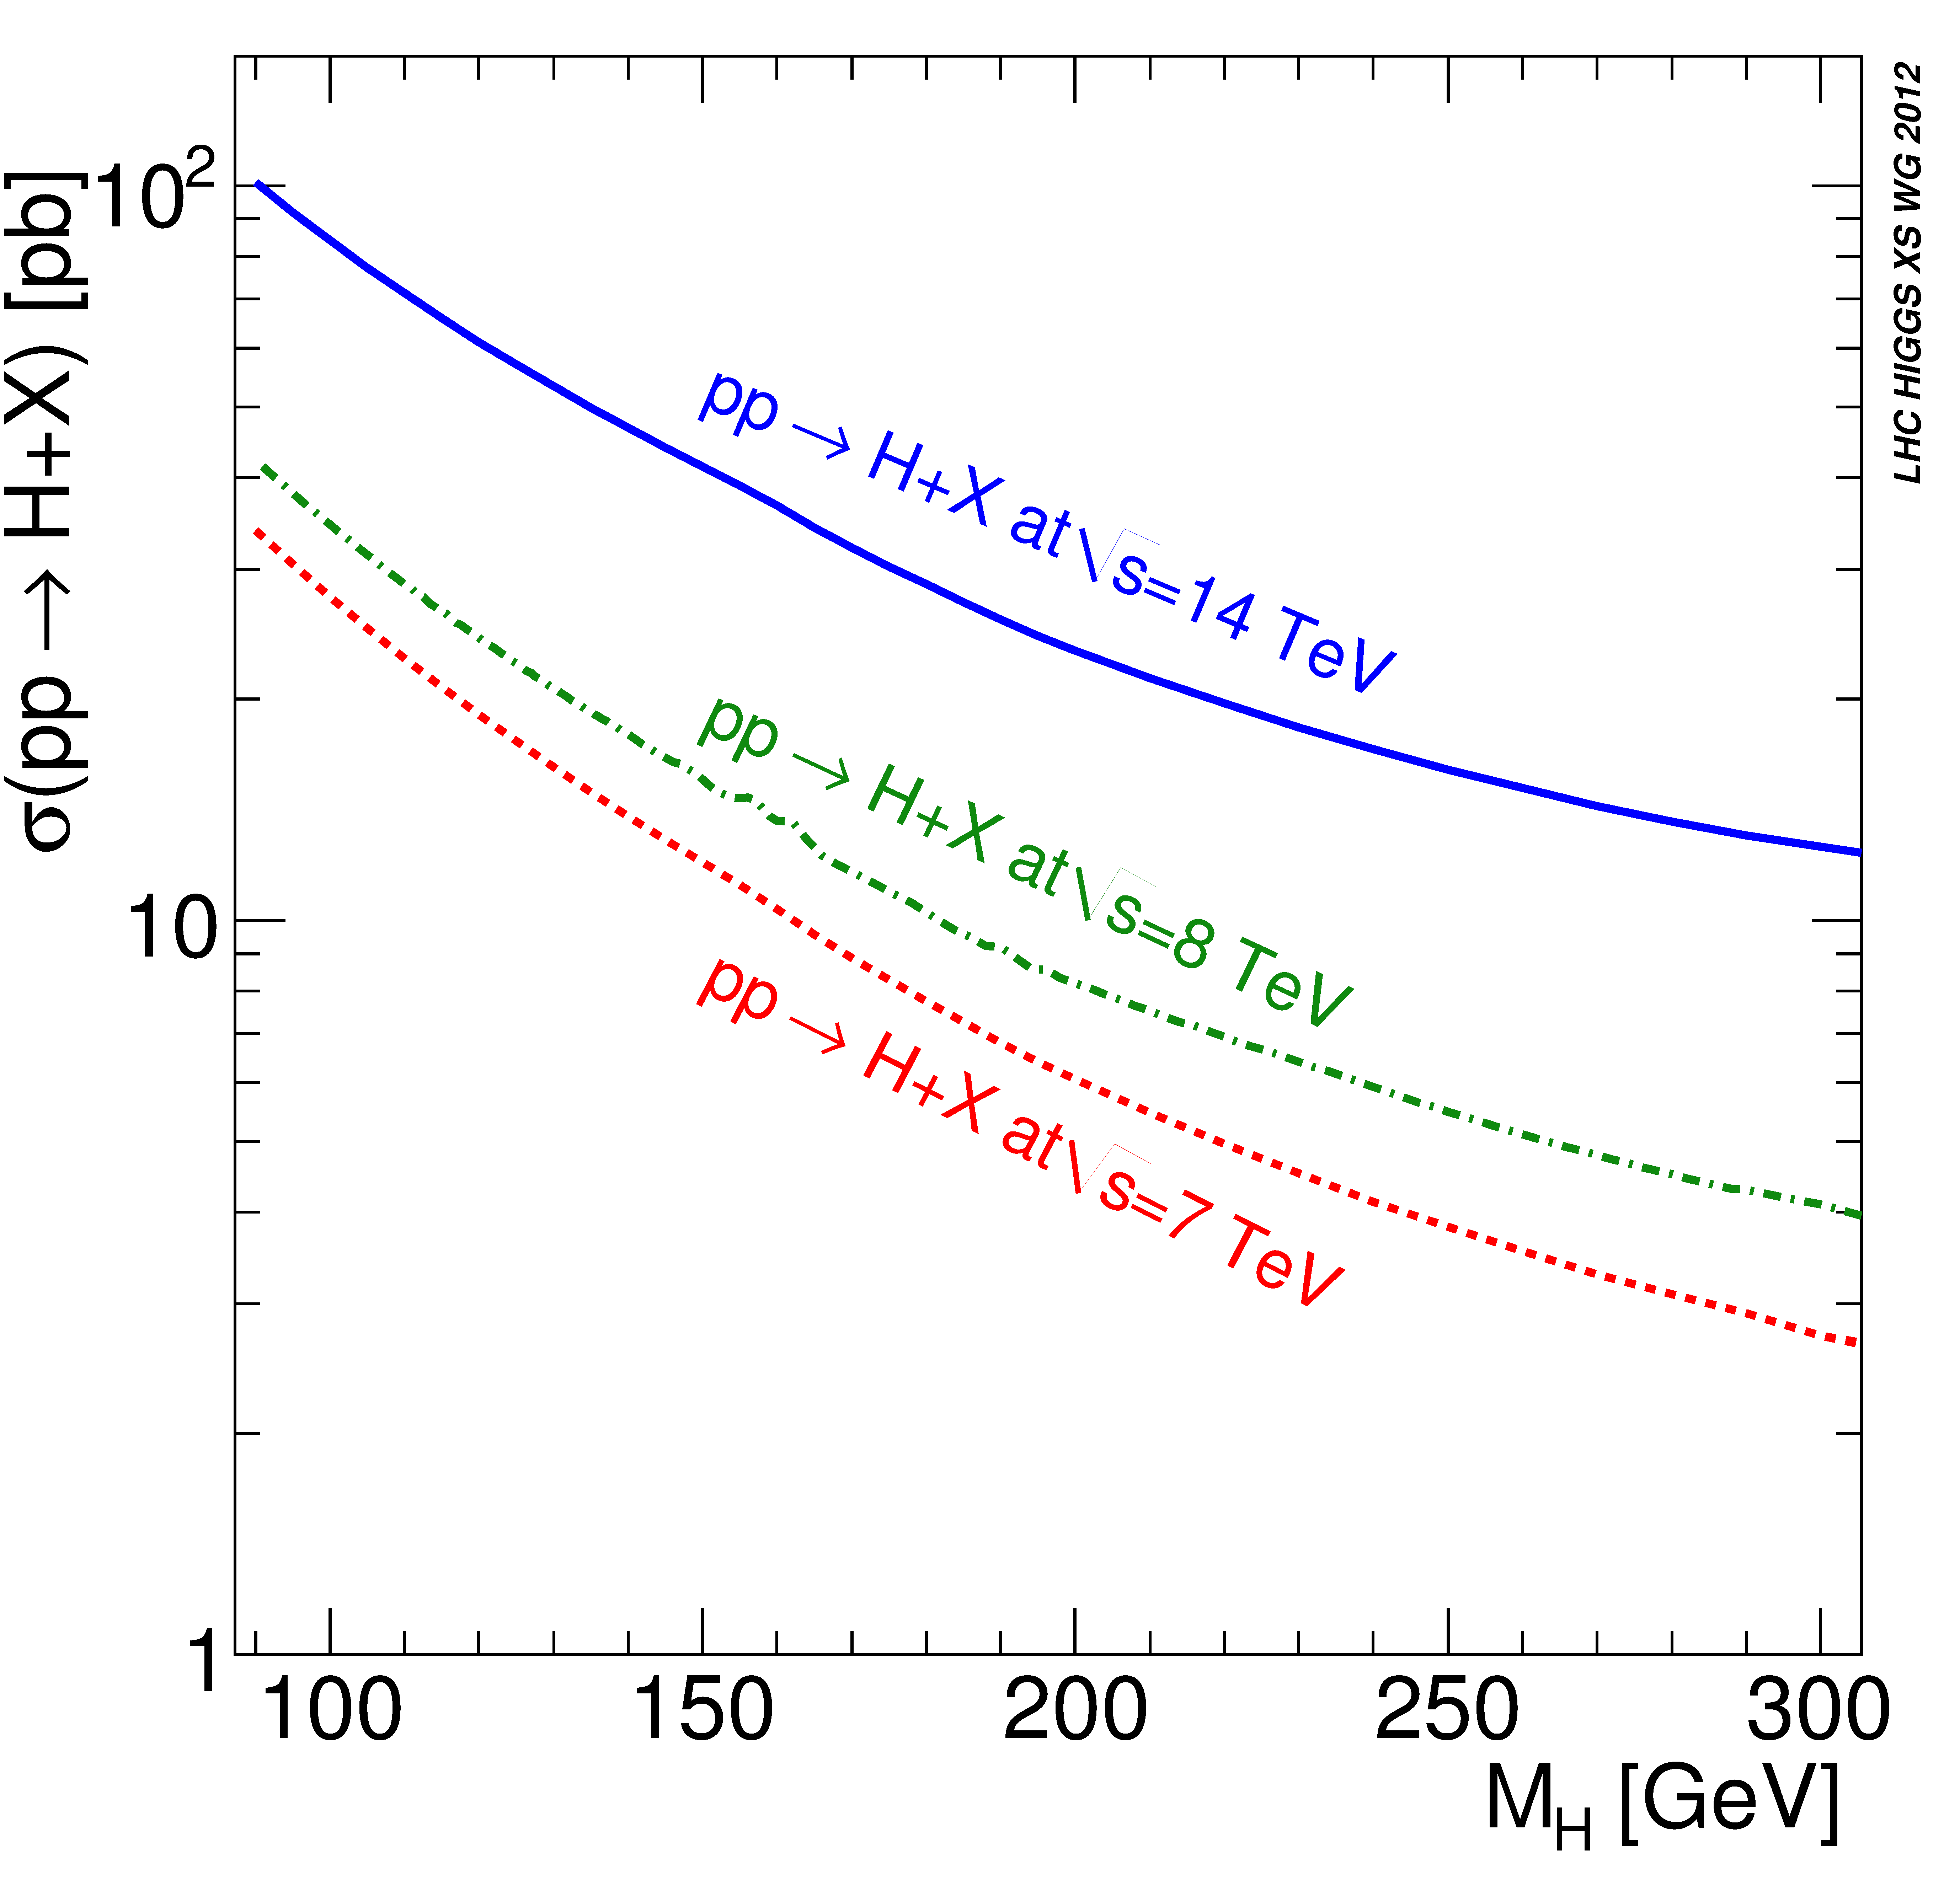 LHC HIGGS XS WG 2012
σ(pp → H+X) [pb]
10²
10
1
pp → H+X at √s=14 TeV
pp → H+X at √s=8 TeV
pp → H+X at √s=7 TeV
100 150 200 250 300
M_H [GeV]